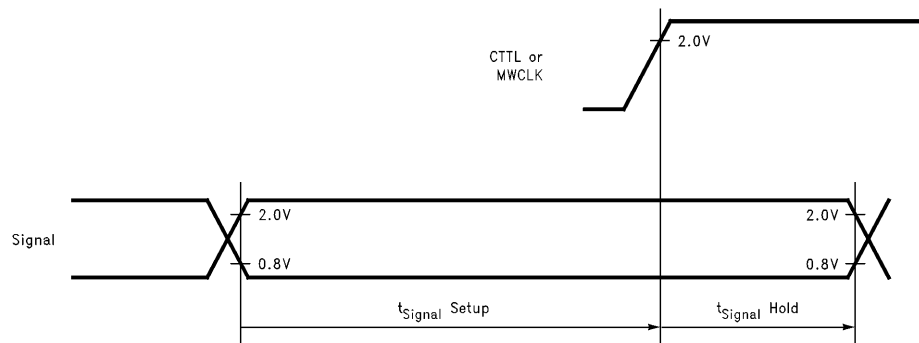 CTTL or
MWCLK
2.0V
Signal
2.0V
0.8V
2.0V
0.8V
tSignal Setup
tSignal Hold